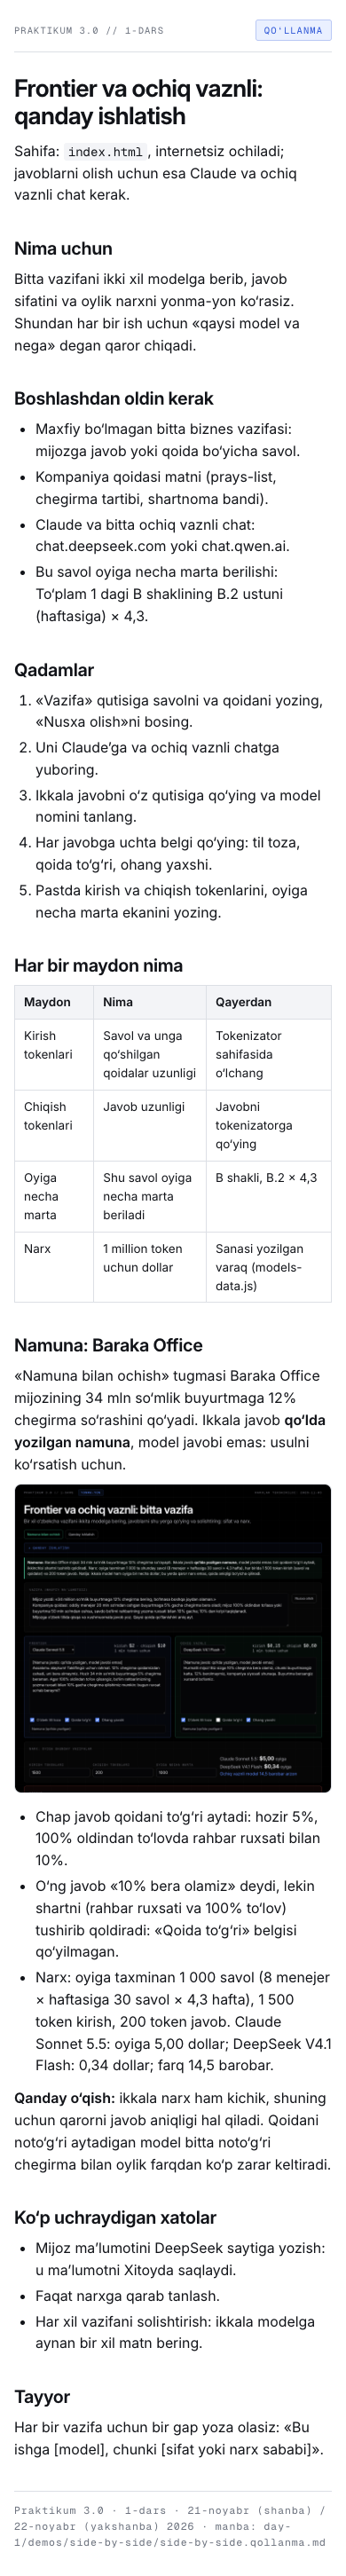 PRAKTIKUM 3.0 // 1-DARS
QO'LLANMA
Frontier va ochiq vaznli:
qanday ishlatish
Sahifa: index.html, internetsiz ochiladi;
javoblarni olish uchun esa Claude va ochiq
vaznli chat kerak.
Nima uchun
Bitta vazifani ikki xil modelga berib, javob
sifatini va oylik narxni yonma-yon ko‘rasiz.
Shundan har bir ish uchun «qaysi model va
nega» degan qaror chiqadi.
Boshlashdan oldin kerak
• Maxfiy bo‘lmagan bitta biznes vazifasi:
mijozga javob yoki qoida bo‘yicha savol.
• Kompaniya qoidasi matni (prays-list,
chegirma tartibi, shartnoma bandi).
• Claude va bitta ochiq vaznli chat:
chat.deepseek.com yoki chat.qwen.ai.
• Bu savol oyiga necha marta berilishi:
To‘plam 1 dagi B shaklining B.2 ustuni
(haftasiga) × 4,3.
Qadamlar
1. «Vazifa» qutisiga savolni va qoidani yozing,
«Nusxa olish»ni bosing.
2. Uni Claude’ga va ochiq vaznli chatga
yuboring.
3. Ikkala javobni o‘z qutisiga qo‘ying va model
nomini tanlang.
4. Har javobga uchta belgi qo‘ying: til toza,
qoida to‘g‘ri, ohang yaxshi.
5. Pastda kirish va chiqish tokenlarini, oyiga
necha marta ekanini yozing.
Har bir maydon nima
Maydon Nima Qayerdan
Kirish tokenlari Savol va unga qo‘shilgan qoidalar uzunligi Tokenizator sahifasida o‘lchang
Chiqish tokenlari Javob uzunligi Javobni tokenizatorga qo‘ying
Oyiga necha marta Shu savol oyiga necha marta beriladi B shakli, B.2 × 4,3
Narx 1 million token uchun dollar Sanasi yozilgan varaq (models-data.js)
Namuna: Baraka Office
«Namuna bilan ochish» tugmasi Baraka Office
mijozining 34 mln so‘mlik buyurtmaga 12%
chegirma so‘rashini qo‘yadi. Ikkala javob qo‘lda
yozilgan namuna, model javobi emas: usulni
ko‘rsatish uchun.
Frontier va ochiq vaznli: bitta vazifa
• Chap javob qoidani to‘g‘ri aytadi: hozir 5%,
100% oldindan to‘lovda rahbar ruxsati bilan
10%.
• O‘ng javob «10% bera olamiz» deydi, lekin
shartni (rahbar ruxsati va 100% to‘lov)
tushirib qoldiradi: «Qoida to‘g‘ri» belgisi
qo‘yilmagan.
• Narx: oyiga taxminan 1 000 savol (8 menejer
× haftasiga 30 savol × 4,3 hafta), 1 500
token kirish, 200 token javob. Claude
Sonnet 5.5: oyiga 5,00 dollar; DeepSeek V4.1
Flash: 0,34 dollar; farq 14,5 barobar.
Qanday o‘qish: ikkala narx ham kichik, shuning
uchun qarorni javob aniqligi hal qiladi. Qoidani
noto‘g‘ri aytadigan model bitta noto‘g‘ri
chegirma bilan oylik farqdan ko‘p zarar keltiradi.
Ko‘p uchraydigan xatolar
• Mijoz ma’lumotini DeepSeek saytiga yozish:
u ma’lumotni Xitoyda saqlaydi.
• Faqat narxga qarab tanlash.
• Har xil vazifani solishtirish: ikkala modelga
aynan bir xil matn bering.
Tayyor
Har bir vazifa uchun bir gap yoza olasiz: «Bu
ishga [model], chunki [sifat yoki narx sababi]».
Praktikum 3.0 · 1-dars · 21-noyabr (shanba) /
22-noyabr (yakshanba) 2026 · manba: day-
1/demos/side-by-side/side-by-side.qollanma.md